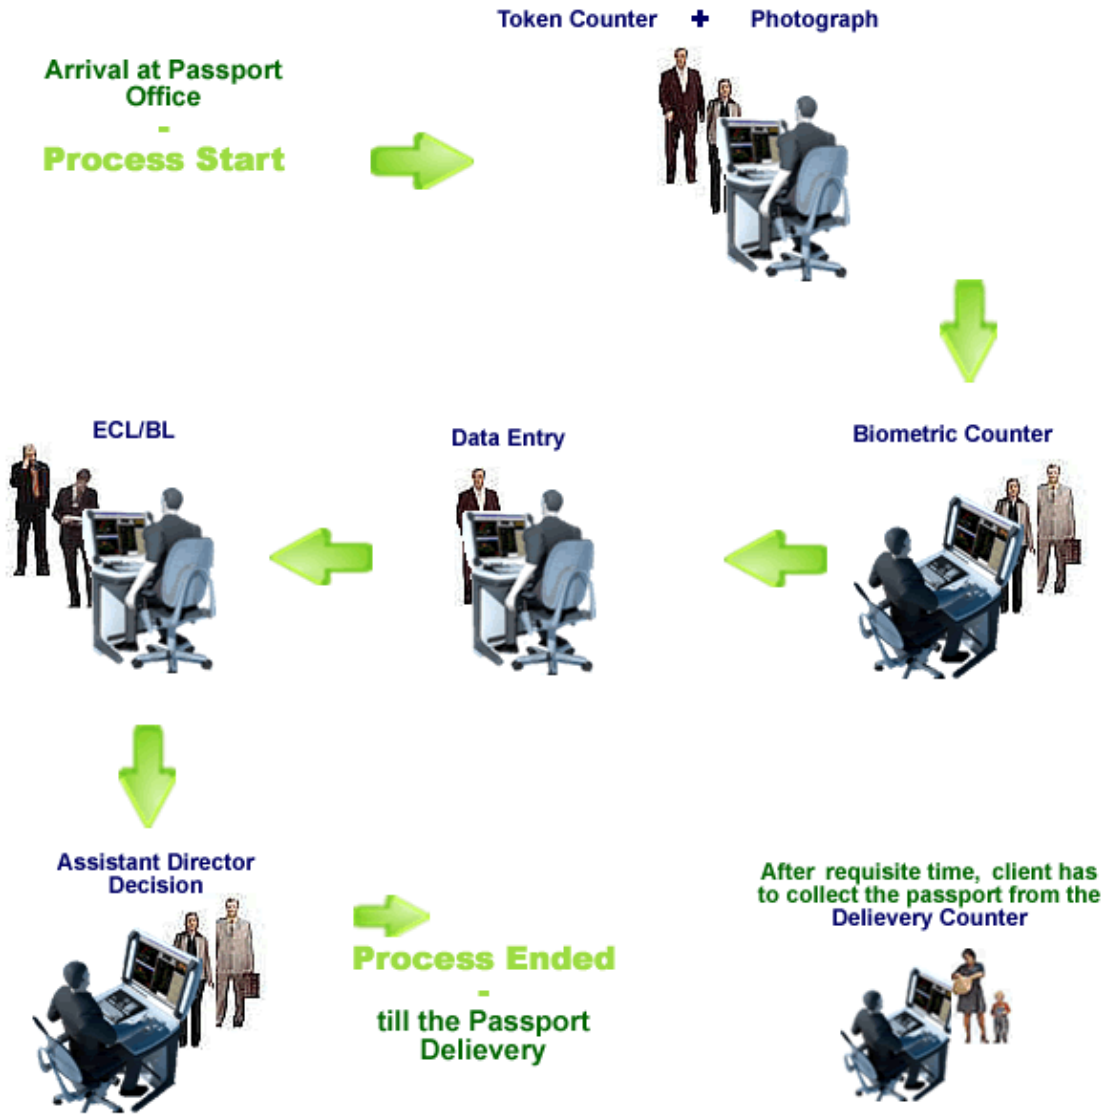 Token Counter + Photograph
Arrival at Passport
Office
-
Process Start
ECL/BL
Data Entry
Biometric Counter
Assistant Director
Decision
Process Ended
-
till the Passport
Delievery
After requisite time, client has
to collect the passport from the
Delievery Counter